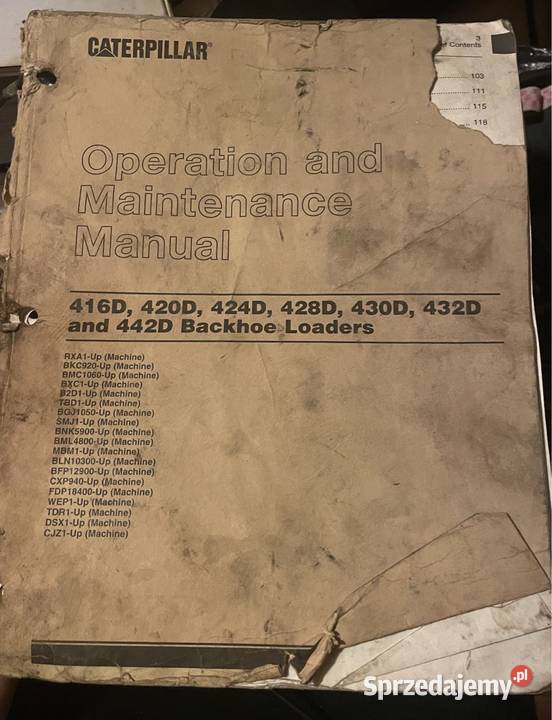 CATERPILLAR®
3
of Contents
103
111
115
118
Operation and
Maintenance
Manual
416D, 420D, 424D, 428D, 430D, 432D
and 442D Backhoe Loaders
RXA1-Up (Machine)
BKC920-Up (Machine)
BMC1060-Up (Machine)
BXC1-Up (Machine)
B2D1-Up (Machine)
TBD1-Up (Machine)
BGJ1050-Up (Machine)
SMJ1-Up (Machine)
BNK5900-Up (Machine)
BML4800-Up (Machine)
MBM1-Up (Machine)
BLN10300-Up (Machine)
BFP12900-Up (Machine)
CXP940-Up (Machine)
FDP18400-Up (Machine)
WEP1-Up (Machine)
TDR1-Up (Machine)
DSX1-Up (Machine)
CJZ1-Up (Machine)
Sprzedajemy.pl